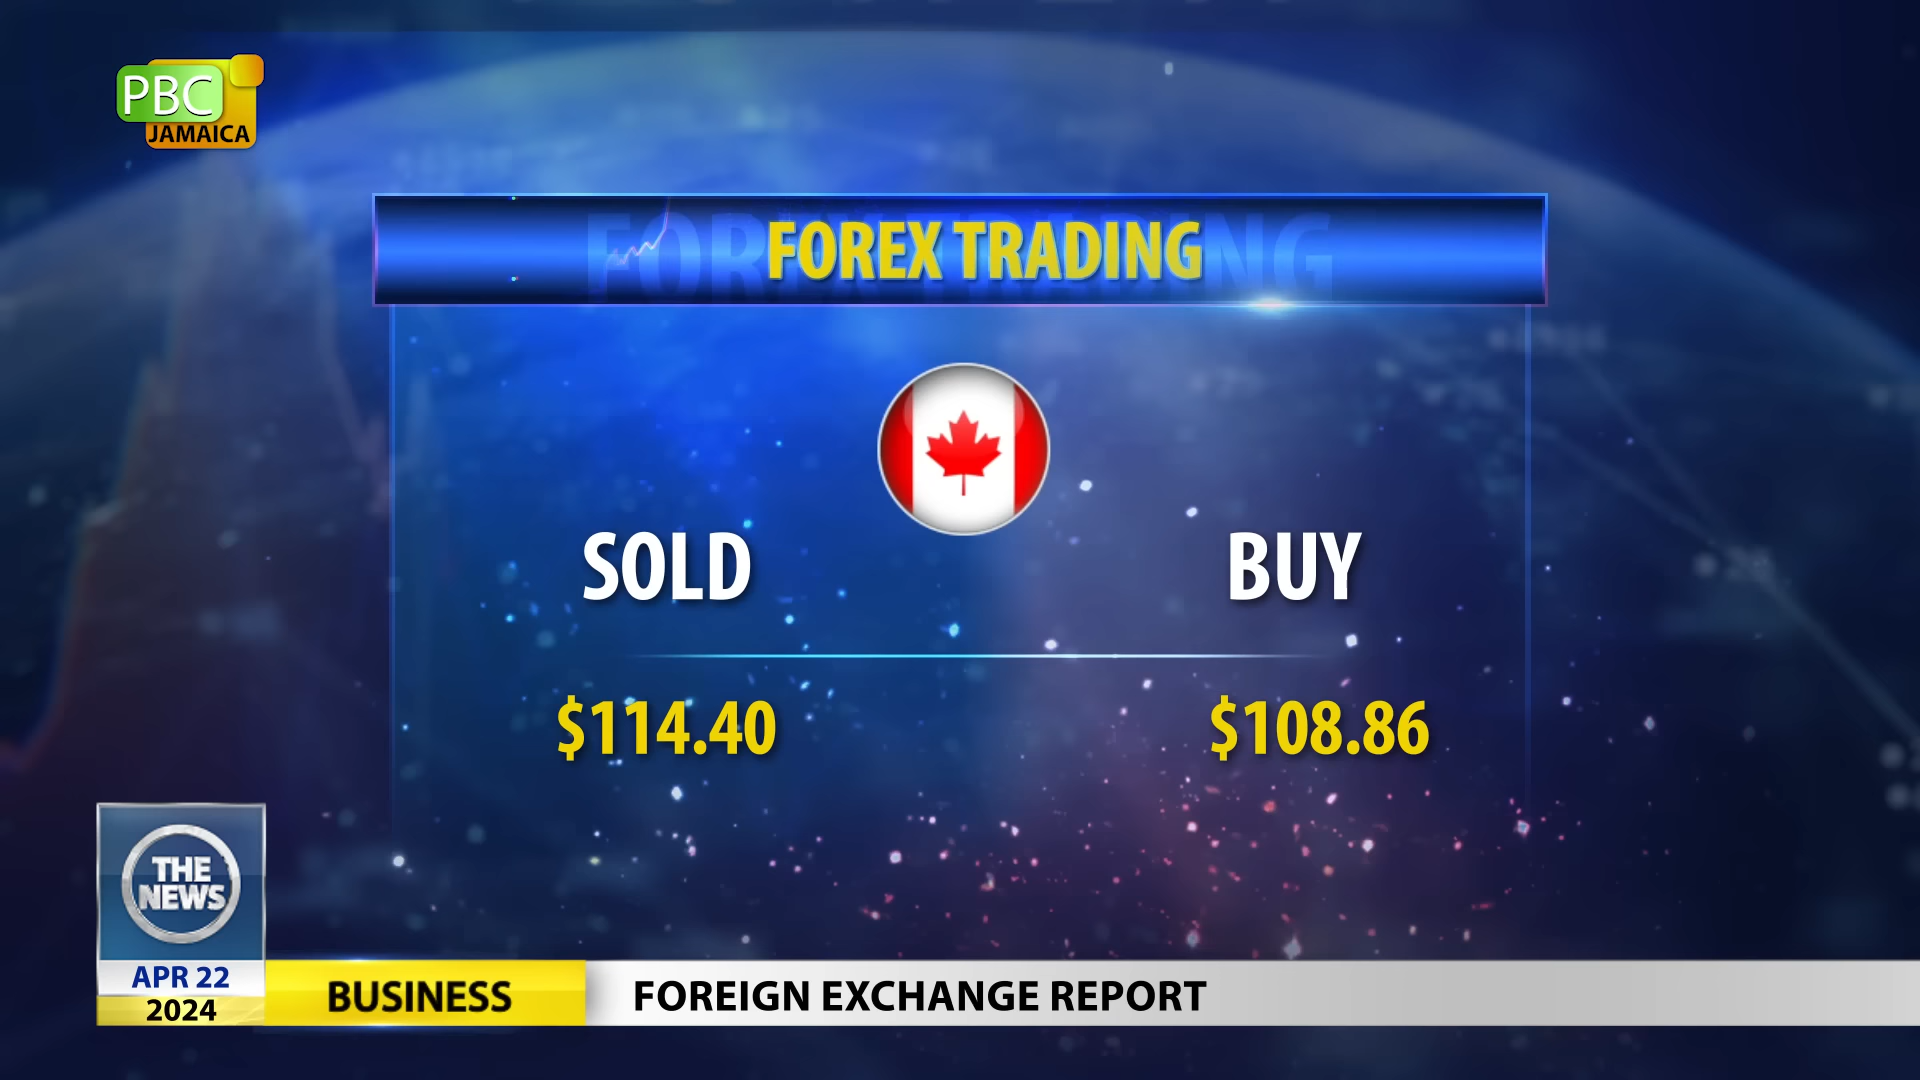 PBC
JAMAICA
FOREX TRADING
SOLD
BUY
$114.40
$108.86
THE
NEWS
APR 22
2024
BUSINESS
FOREIGN EXCHANGE REPORT